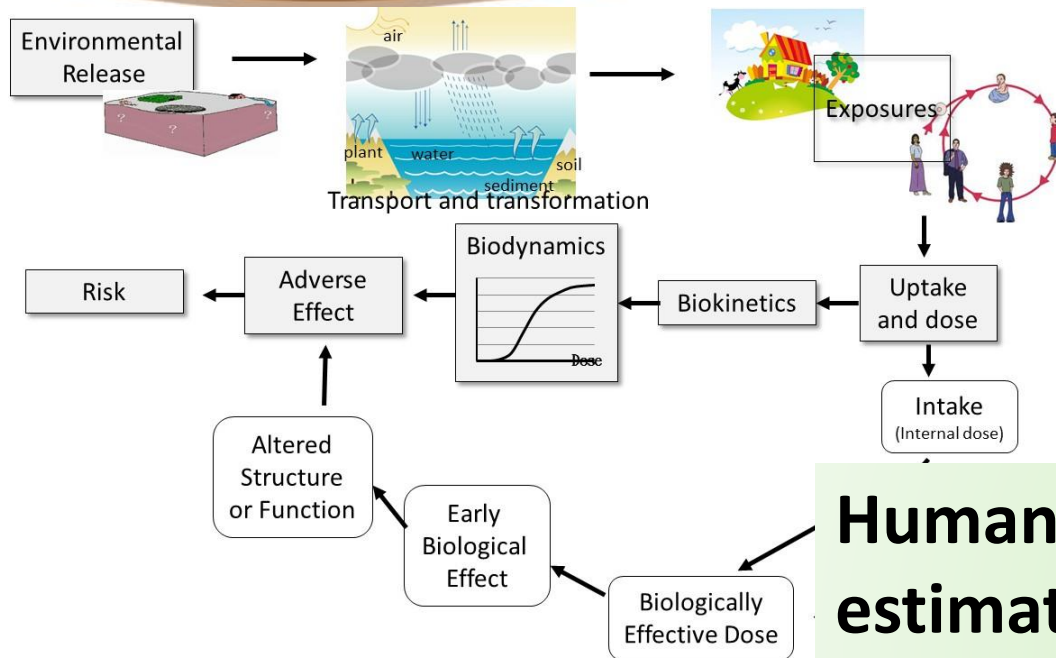 Environmental
Release
? ? ?
air
plant
water
soil
sediment
Transport and transformation
Exposures
Risk
Adverse
Effect
Biodynamics
Dose
Biokinetics
Uptake
and dose
Intake
(Internal dose)
Altered
Structure
or Function
Early
Biological
Effect
Biologically
Effective Dose
Human
estimat